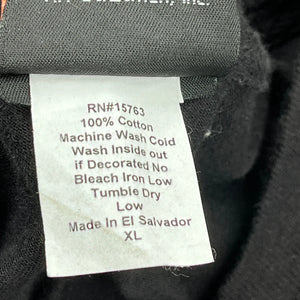 Inc.
RN#15763
100% Cotton
Machine Wash Cold
Wash Inside out
if Decorated No
Bleach Iron Low
Tumble Dry
Low
Made In El Salvador
XL